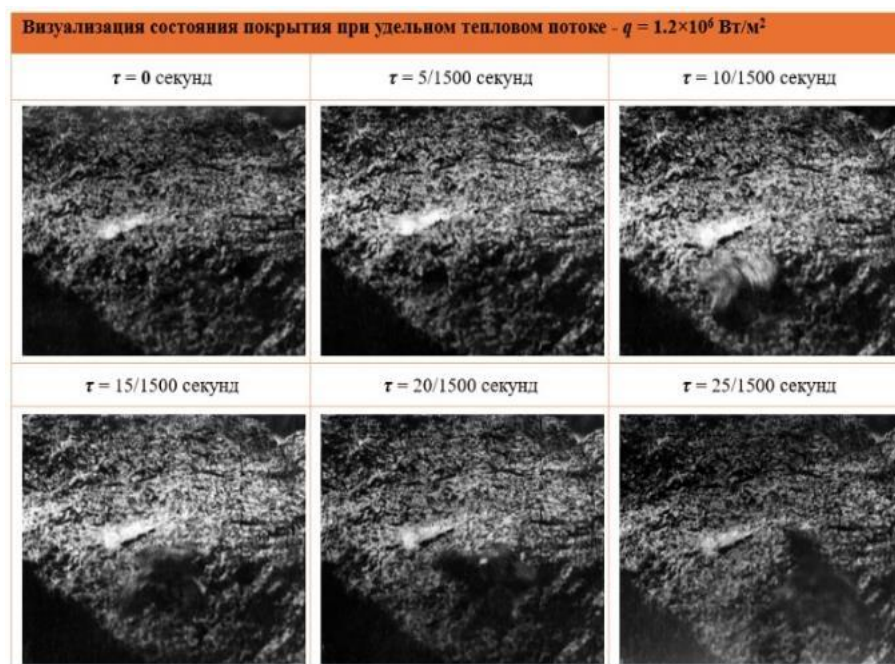 Визуализация состояния покрытия при удельном тепловом потоке - q = 1.2×10⁶ Вт/м²
τ = 0 секунд
τ = 5/1500 секунд
τ = 10/1500 секунд
τ = 15/1500 секунд
τ = 20/1500 секунд
τ = 25/1500 секунд